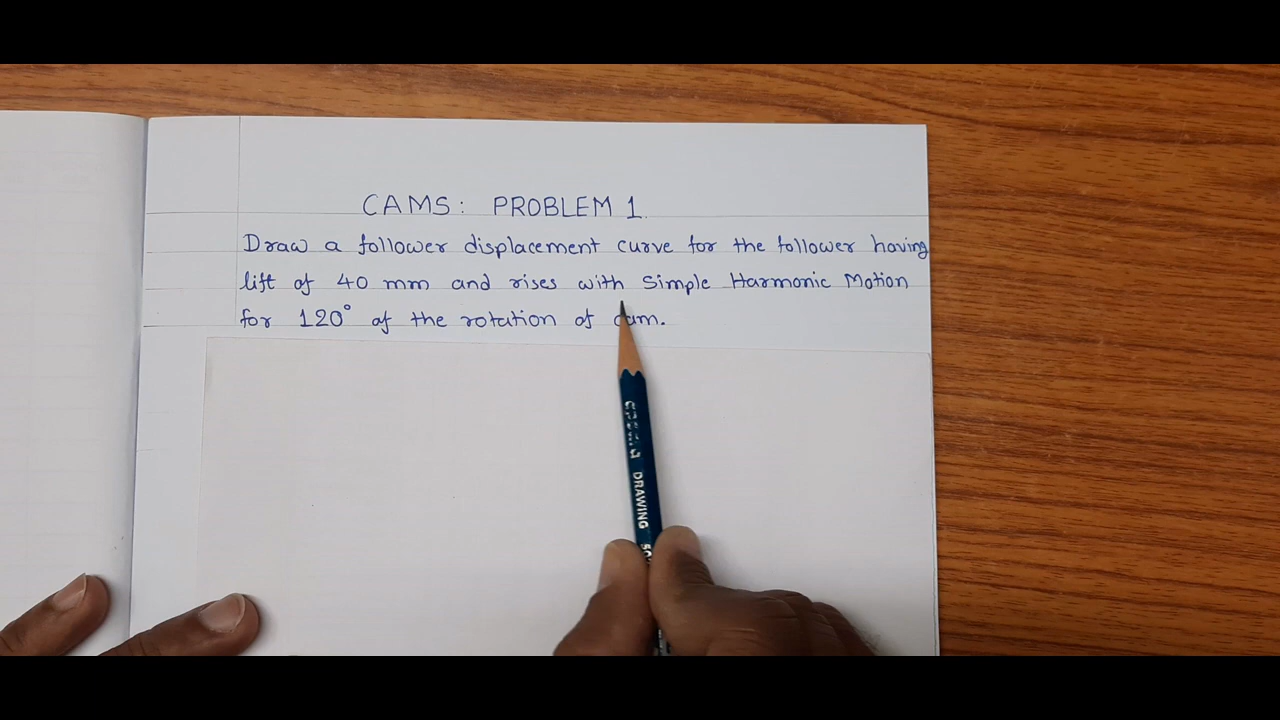 CAMS: PROBLEM 1.
Draw a follower displacement curve for the follower having
lift of 40 mm and rises with Simple Harmonic Motion
for 120° of the rotation of cam.
DRAWING